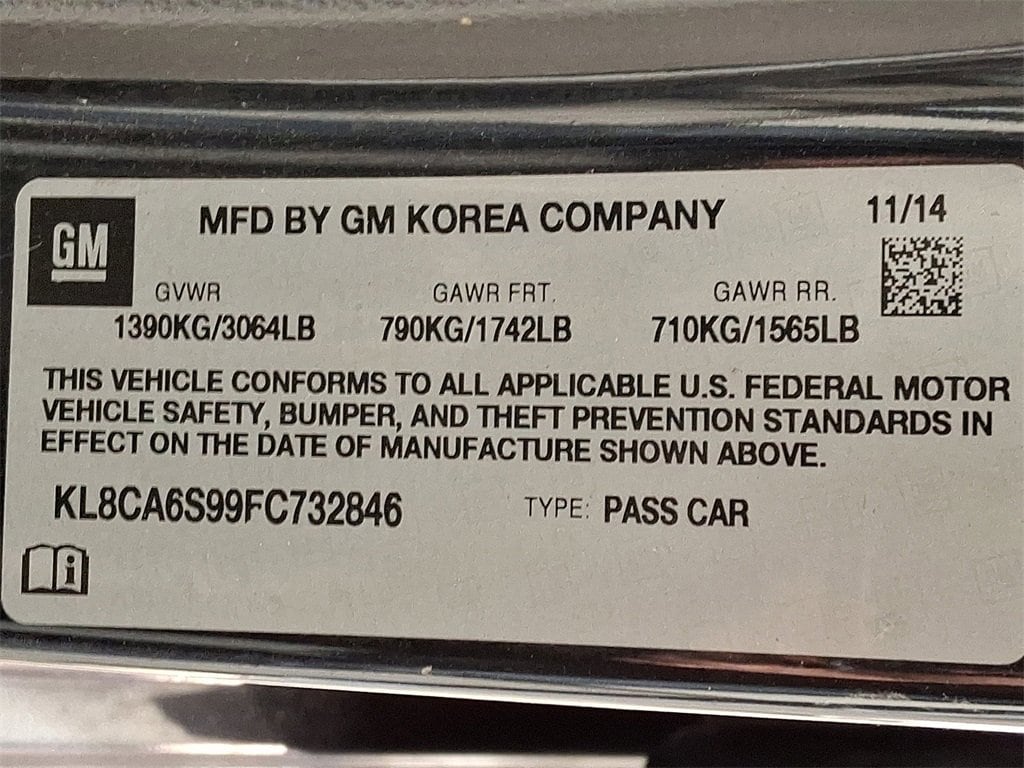 GM
MFD BY GM KOREA COMPANY
11/14
GVWR
GAWR FRT.
GAWR RR.
1390KG/3064LB
790KG/1742LB
710KG/1565LB
THIS VEHICLE CONFORMS TO ALL APPLICABLE U.S. FEDERAL MOTOR
VEHICLE SAFETY, BUMPER, AND THEFT PREVENTION STANDARDS IN
EFFECT ON THE DATE OF MANUFACTURE SHOWN ABOVE.
KL8CA6S99FC732846
TYPE: PASS CAR
i